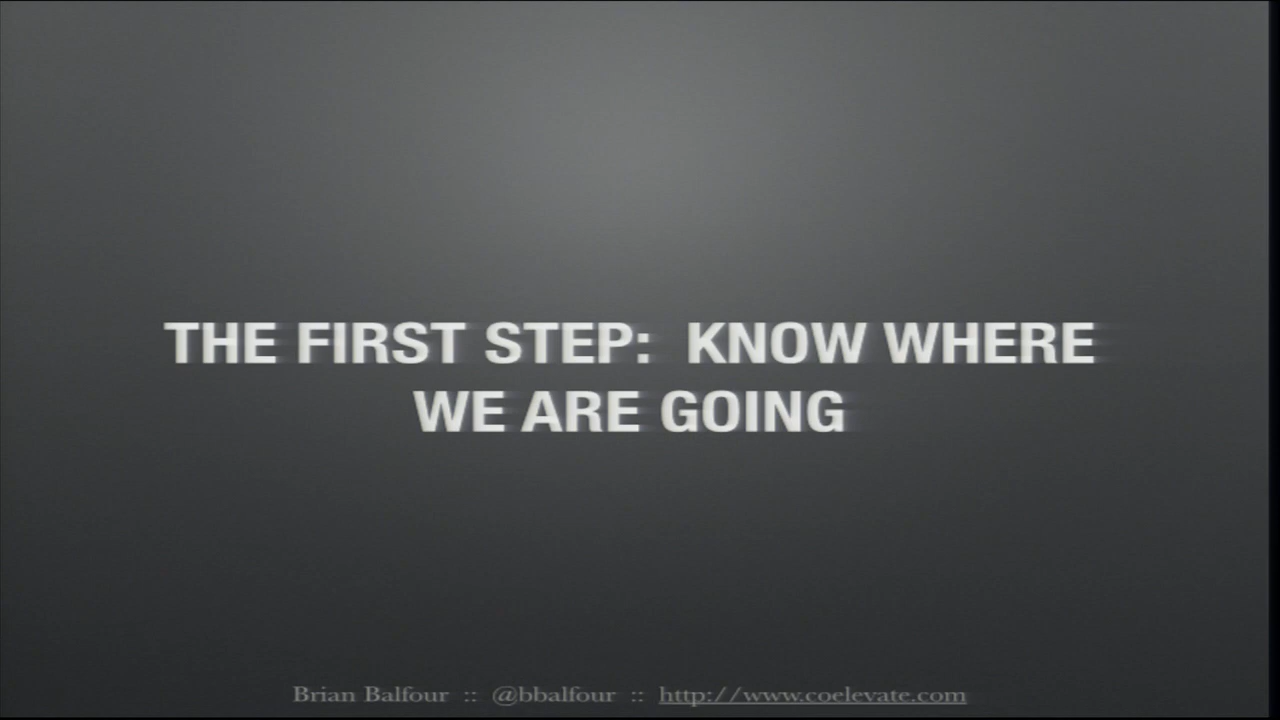 THE FIRST STEP:  KNOW WHERE
WE ARE GOING
Brian Balfour :: @bbalfour :: http://www.coelevate.com